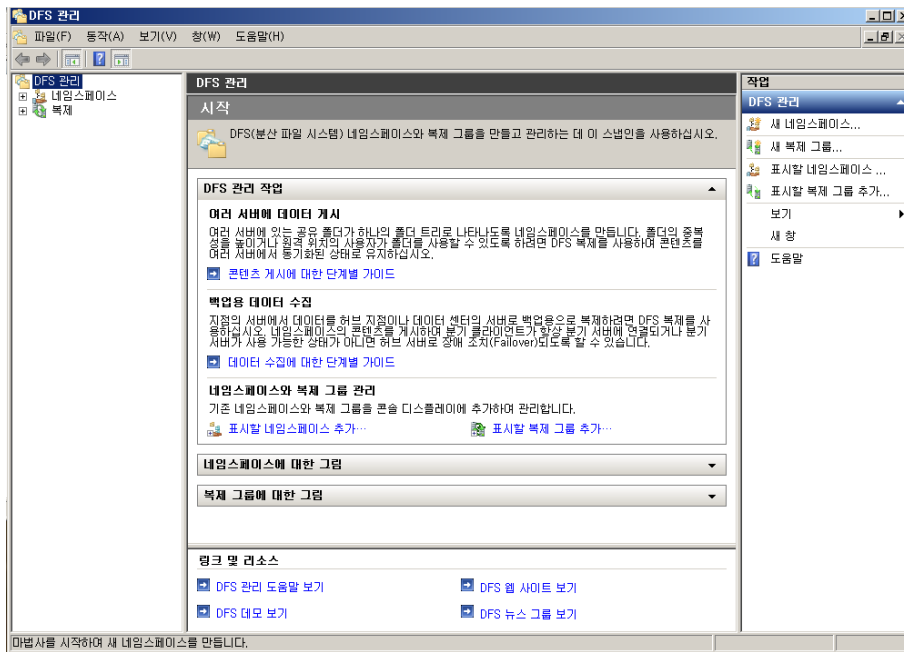 DFS 관리
파일(F) 동작(A) 보기(V) 창(W) 도움말(H)
DFS 관리
네임스페이스
복제
DFS 관리
시작
DFS(분산 파일 시스템) 네임스페이스와 복제 그룹을 만들고 관리하는 데 이 스냅인을 사용하십시오.
DFS 관리 작업
여러 서버에 데이터 게시
여러 서버에 있는 공유 폴더가 하나의 폴더 트리로 나타나도록 네임스페이스를 만듭니다. 폴더의 중복
성을 높이거나 원격 위치의 사용자가 폴더를 사용할 수 있도록 하려면 DFS 복제를 사용하여 콘텐츠를
여러 서버에서 동기화된 상태로 유지하십시오.
콘텐츠 게시에 대한 단계별 가이드
백업용 데이터 수집
지점의 서버에서 데이터를 허브 지점이나 데이터 센터의 서버로 백업용으로 복제하려면 DFS 복제를 사
용하십시오. 네임스페이스의 콘텐츠를 게시하여 분기 클라이언트가 항상 분기 서버에 연결되거나 분기
서버가 사용 가능한 상태가 아니면 허브 서버로 장애 조치(Failover)되도록 할 수 있습니다.
데이터 수집에 대한 단계별 가이드
네임스페이스와 복제 그룹 관리
기존 네임스페이스와 복제 그룹을 콘솔 디스플레이에 추가하여 관리합니다.
표시할 네임스페이스 추가… 표시할 복제 그룹 추가…
네임스페이스에 대한 그림
복제 그룹에 대한 그림
링크 및 리소스
DFS 관리 도움말 보기 DFS 웹 사이트 보기
DFS 데모 보기 DFS 뉴스 그룹 보기
작업
DFS 관리
새 네임스페이스...
새 복제 그룹...
표시할 네임스페이스 ...
표시할 복제 그룹 추가...
보기
새 창
도움말
마법사를 시작하여 새 네임스페이스를 만듭니다.